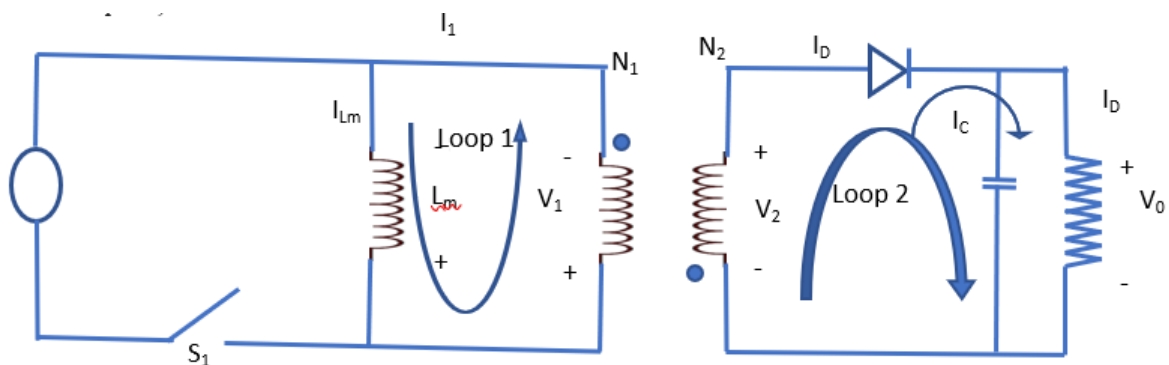 I1
N1
N2
ID
ID
ILm
Loop 1
-
-
+
IC
+
Lm
V1
V2
Loop 2
V0
+
+
-
-
S1